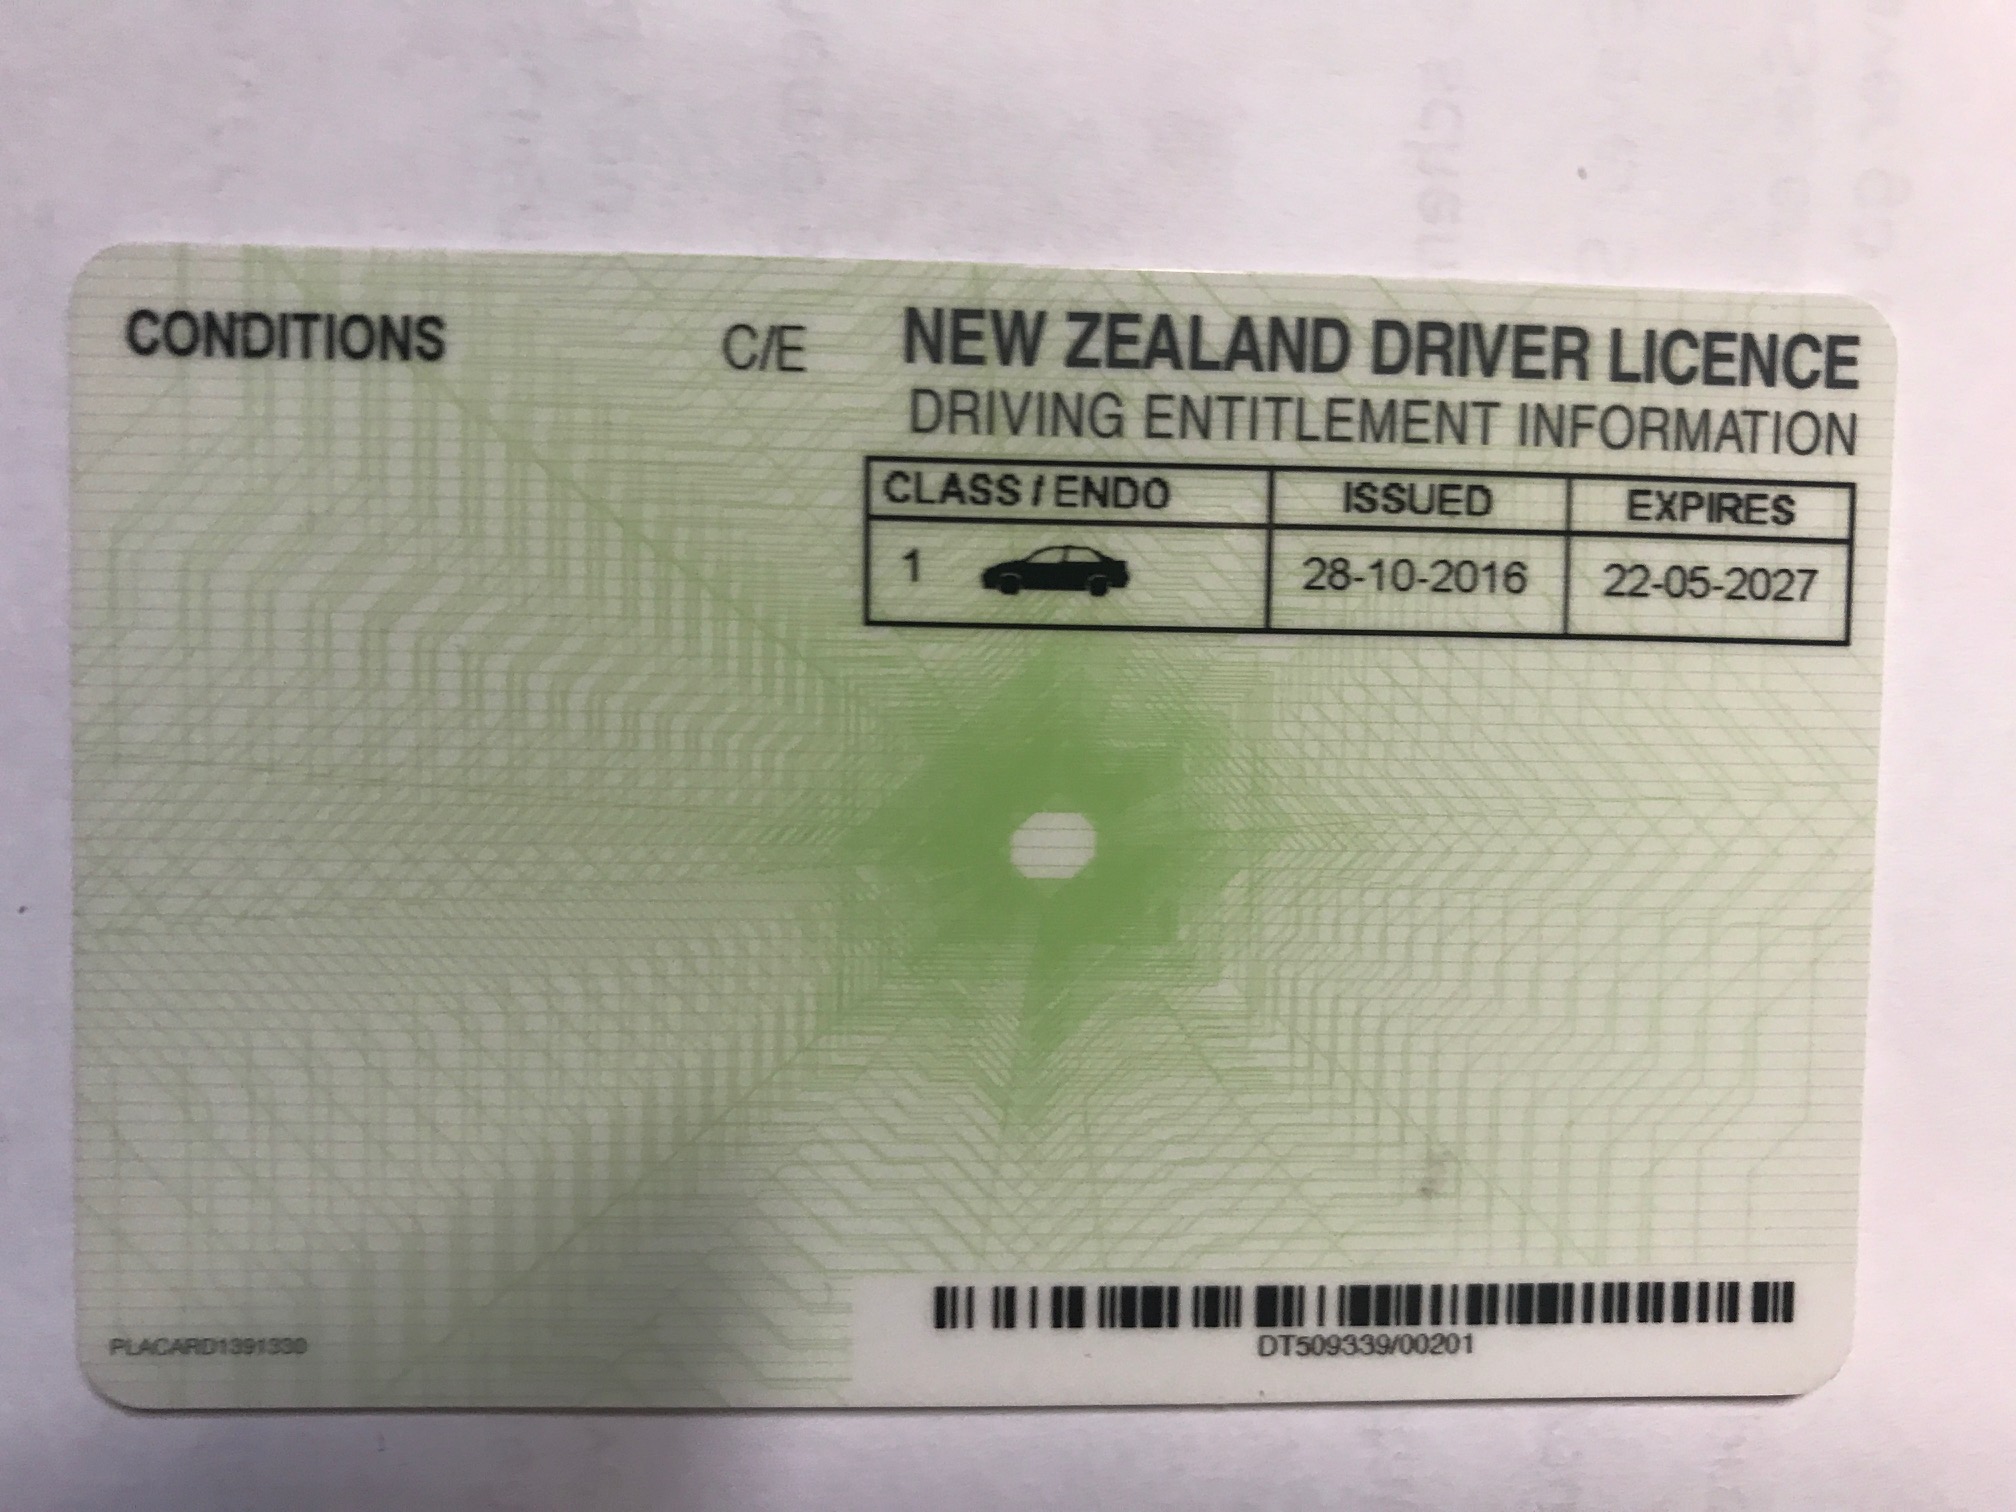 CONDITIONS
C/E
NEW ZEALAND DRIVER LICENCE
DRIVING ENTITLEMENT INFORMATION
CLASS / ENDO ISSUED EXPIRES
1 28-10-2016 22-05-2027
PLACARD1391330
DT509339/00201